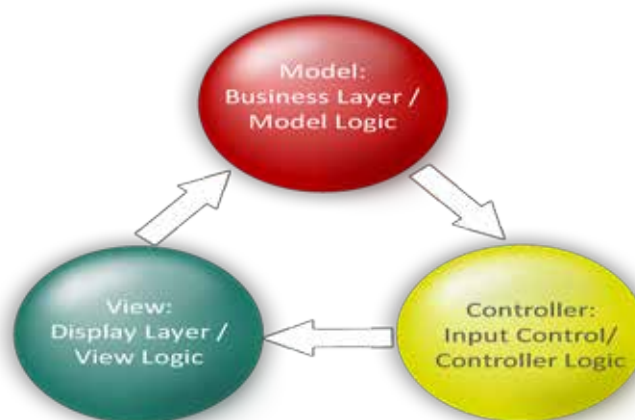 Model:
Business Layer /
Model Logic
View:
Display Layer /
View Logic
Controller:
Input Control/
Controller Logic